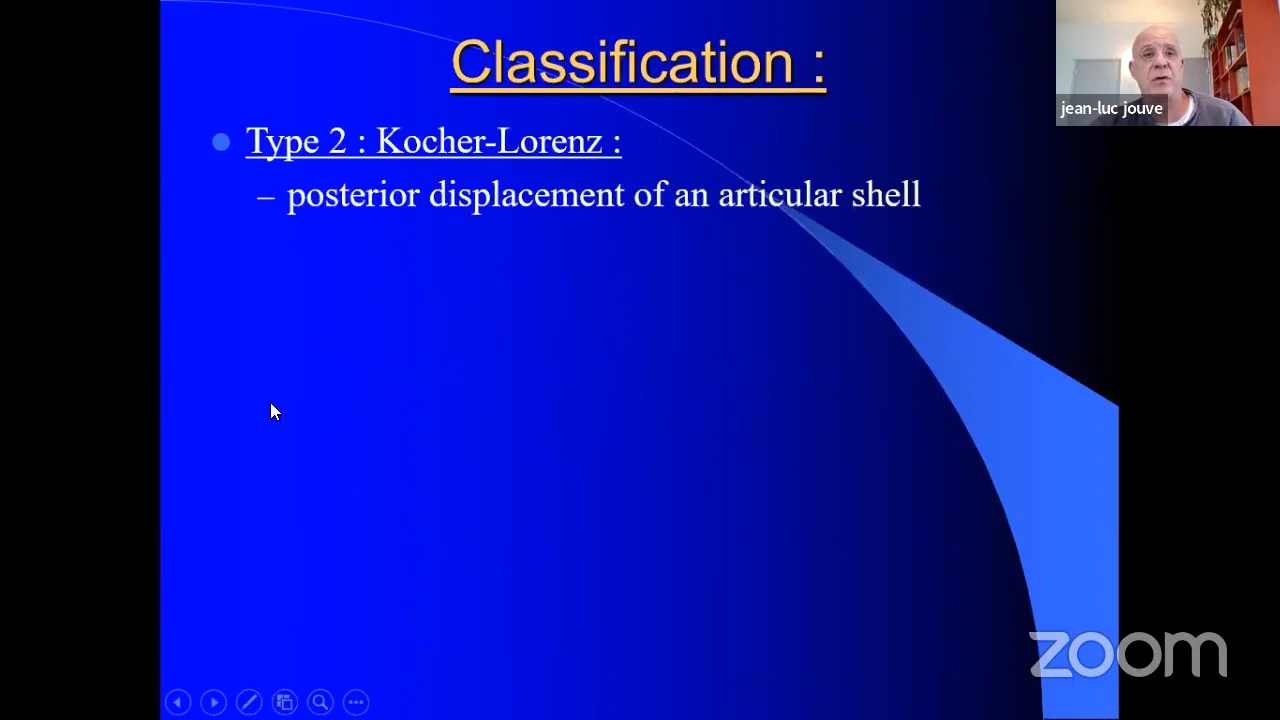 Classification :
jean-luc jouve
Type 2 : Kocher-Lorenz :
– posterior displacement of an articular shell
zoom